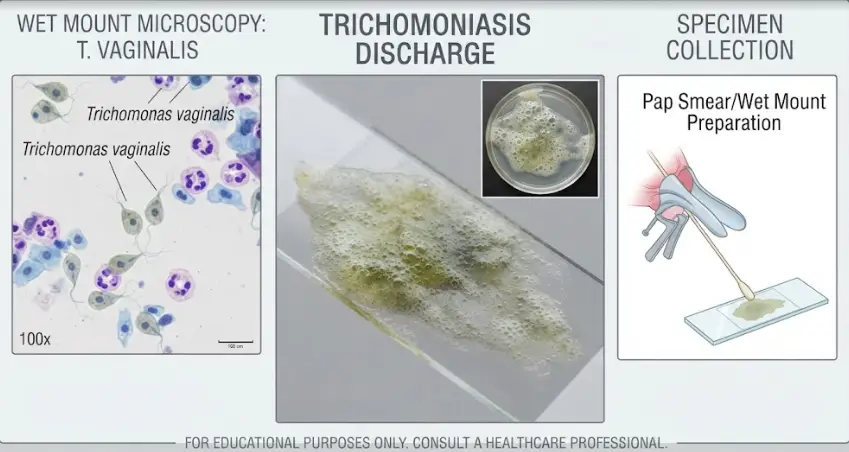 WET MOUNT MICROSCOPY:
T. VAGINALIS
Trichomonas vaginalis
Trichomonas vaginalis
100x
TRICHOMONIASIS
DISCHARGE
SPECIMEN
COLLECTION
Pap Smear/Wet Mount
Preparation
FOR EDUCATIONAL PURPOSES ONLY. CONSULT A HEALTHCARE PROFESSIONAL.